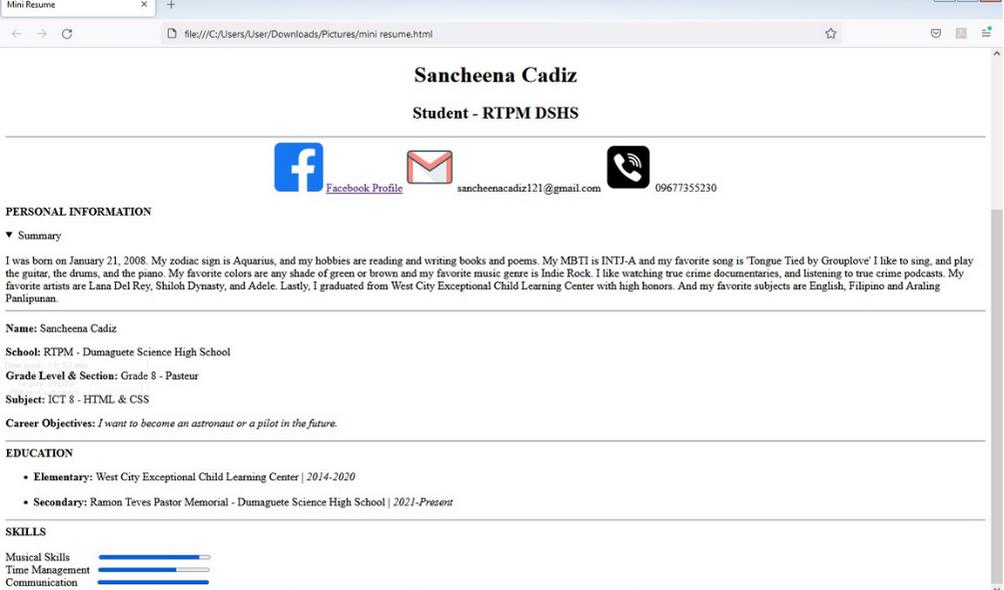 Mini Resume
file:///C:/Users/User/Downloads/Pictures/mini resume.html
Sancheena Cadiz
Student - RTPM DSHS
Facebook Profile sancheenacadiz121@gmail.com 09677355230
PERSONAL INFORMATION
Summary
I was born on January 21, 2008. My zodiac sign is Aquarius, and my hobbies are reading and writing books and poems. My MBTI is INTJ-A and my favorite song is 'Tongue Tied by Grouplove' I like to sing, and play
the guitar, the drums, and the piano. My favorite colors are any shade of green or brown and my favorite music genre is Indie Rock. I like watching true crime documentaries, and listening to true crime podcasts. My
favorite artists are Lana Del Rey, Shiloh Dynasty, and Adele. Lastly, I graduated from West City Exceptional Child Learning Center with high honors. And my favorite subjects are English, Filipino and Araling
Panlipunan.
Name: Sancheena Cadiz
School: RTPM - Dumaguete Science High School
Grade Level & Section: Grade 8 - Pasteur
Subject: ICT 8 - HTML & CSS
Career Objectives: I want to become an astronaut or a pilot in the future.
EDUCATION
• Elementary: West City Exceptional Child Learning Center | 2014-2020
• Secondary: Ramon Teves Pastor Memorial - Dumaguete Science High School | 2021-Present
SKILLS
Musical Skills
Time Management
Communication